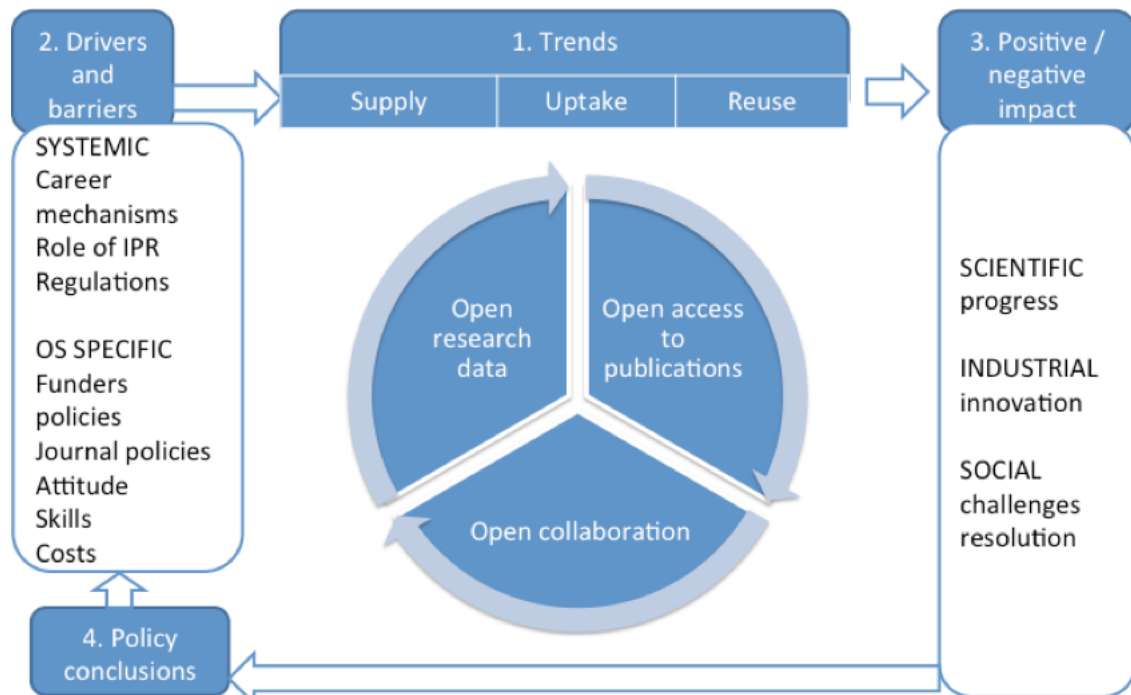 2. Drivers
and
barriers
SYSTEMIC
Career
mechanisms
Role of IPR
Regulations
OS SPECIFIC
Funders
policies
Journal policies
Attitude
Skills
Costs
1. Trends
Supply
Uptake
Reuse
Open
research
data
Open access
to
publications
Open collaboration
3. Positive /
negative
impact
SCIENTIFIC
progress
INDUSTRIAL
innovation
SOCIAL
challenges
resolution
4. Policy
conclusions